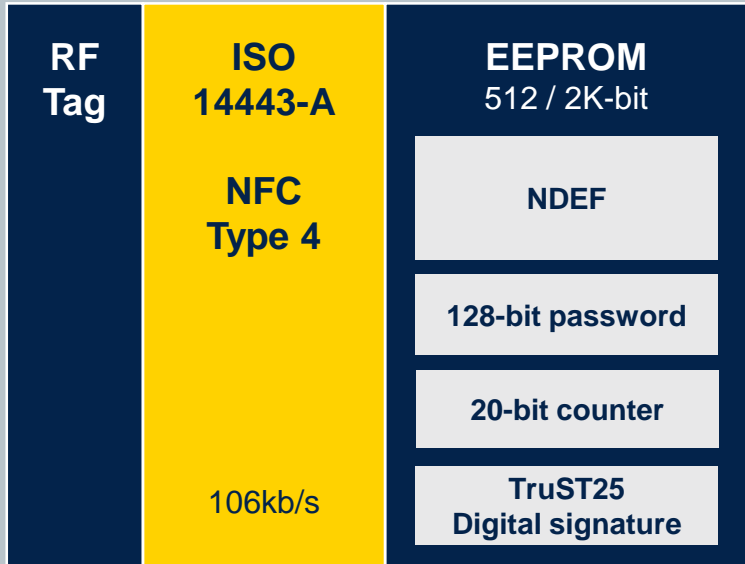 RF
Tag
ISO
14443-A
NFC
Type 4
106kb/s
EEPROM
512 / 2K-bit
NDEF
128-bit password
20-bit counter
TruST25
Digital signature